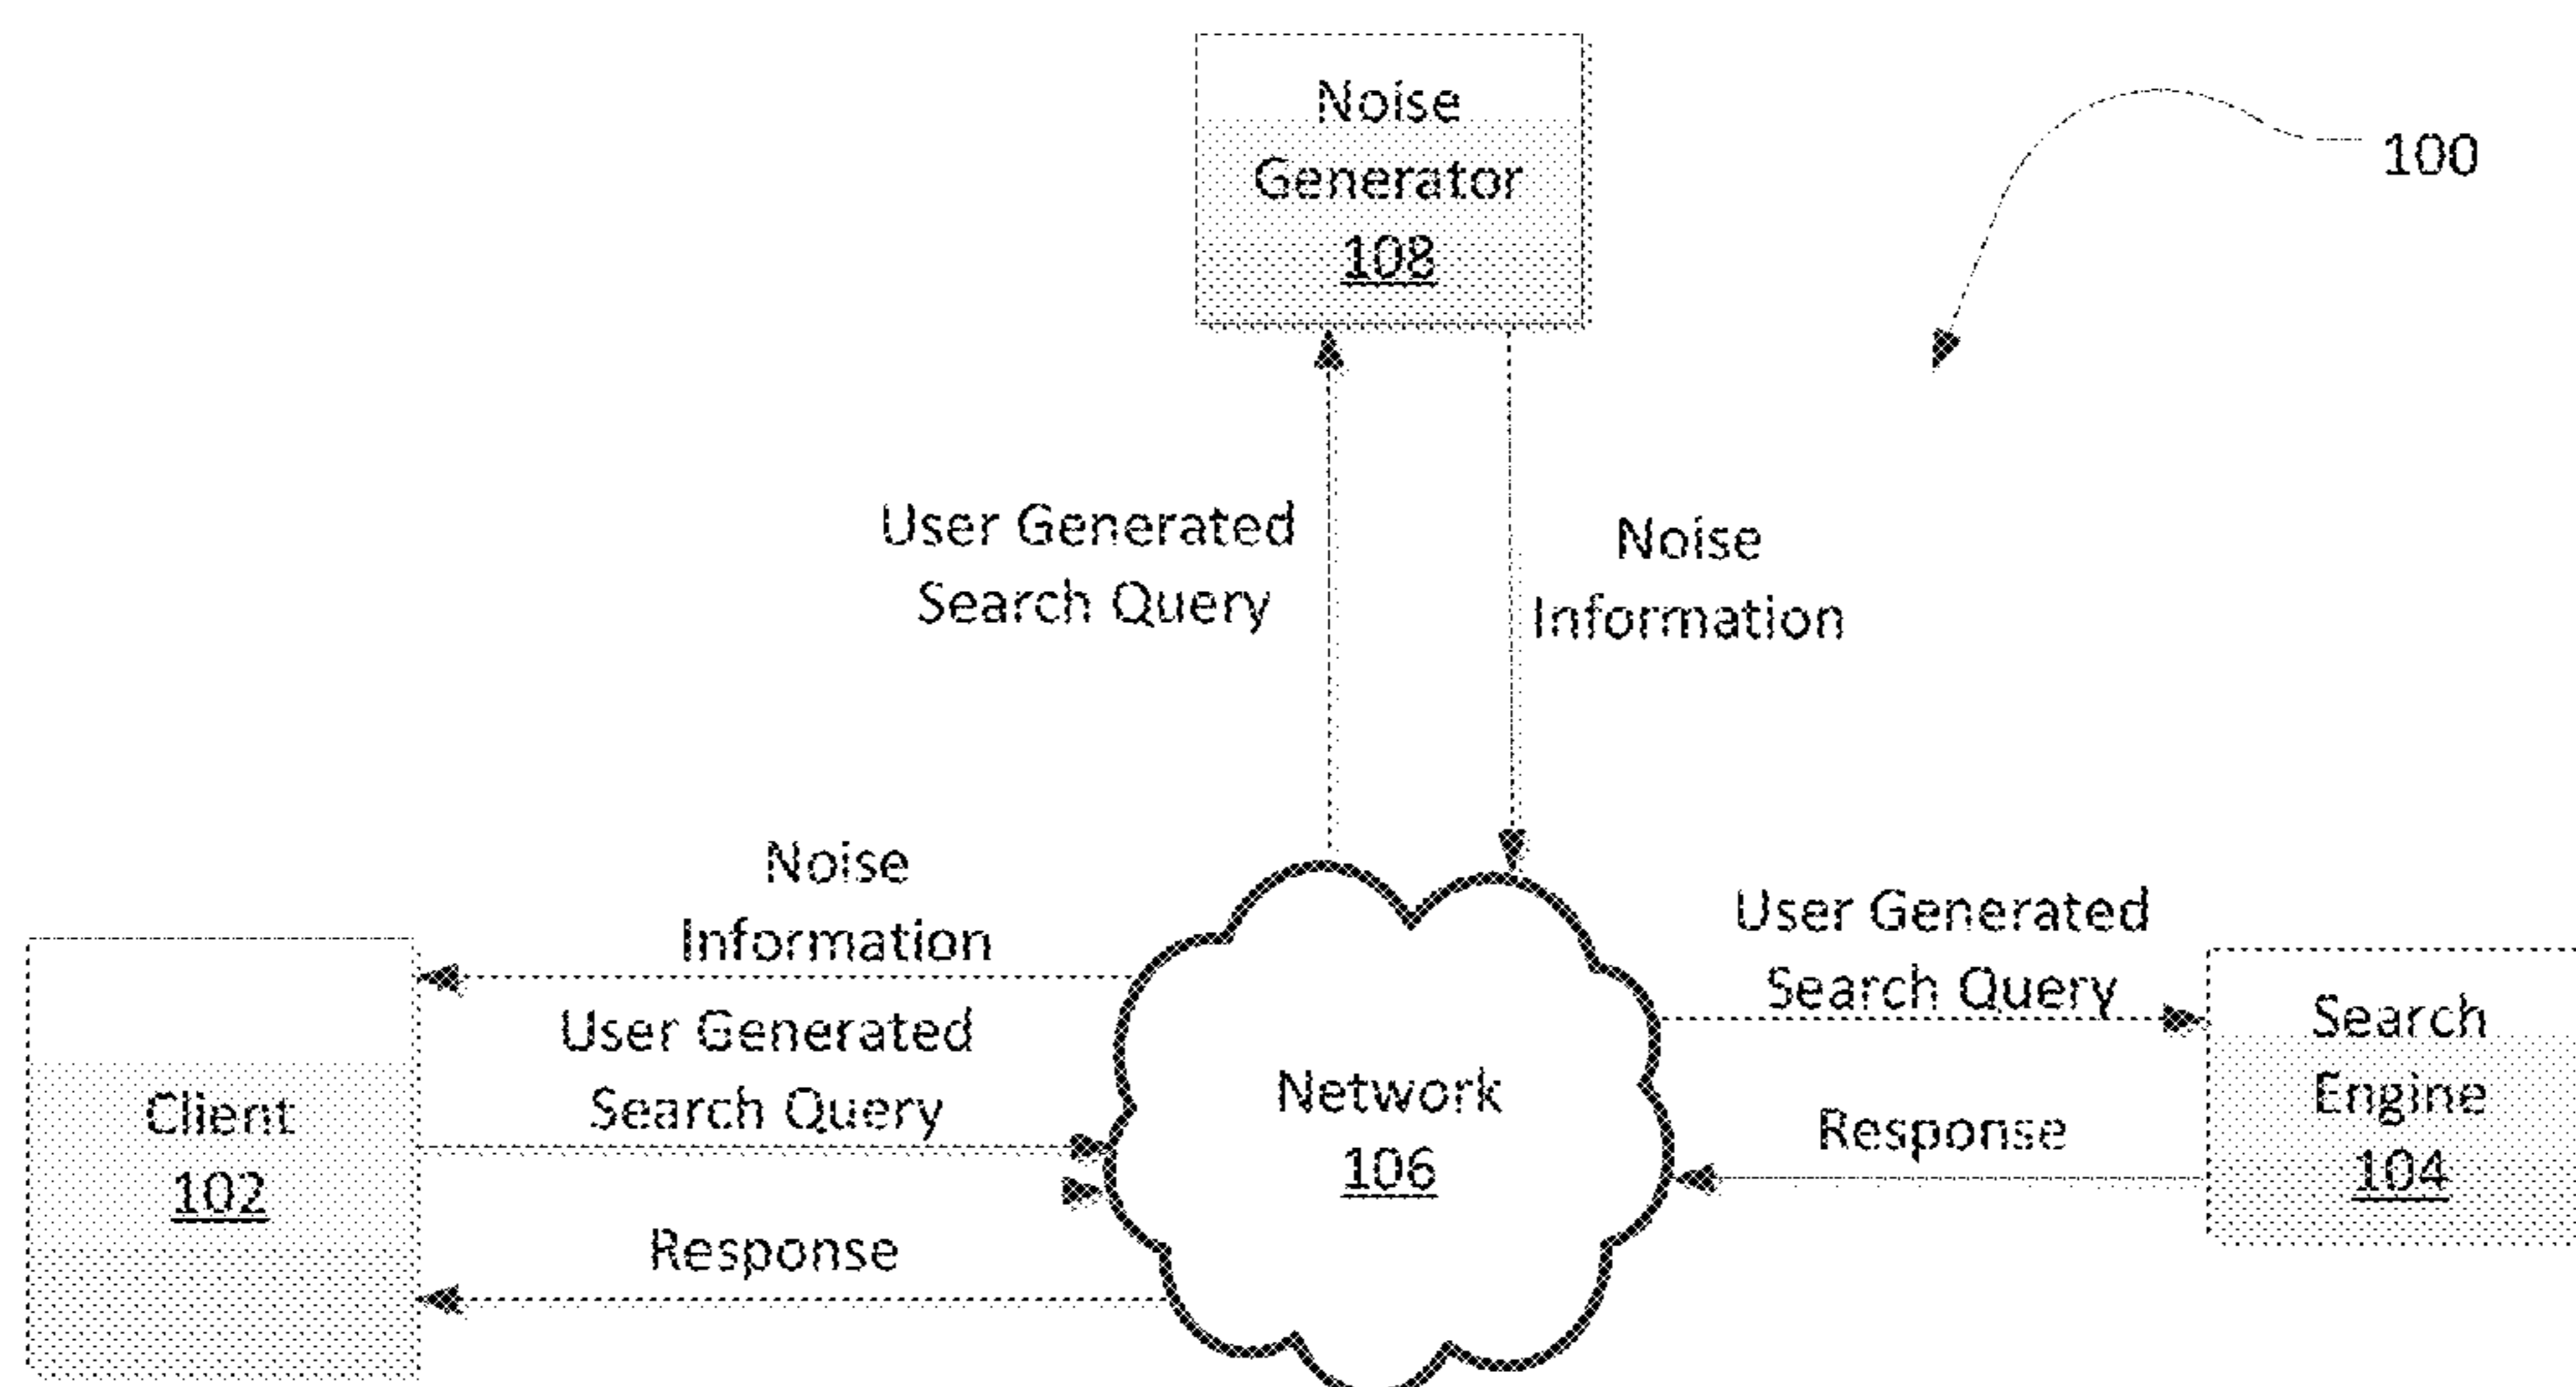 Noise
Generator
108
100
User Generated
Search Query
Noise
Information
Noise
Information
User Generated
Search Query
Response
Client
102
Network
106
User Generated
Search Query
Response
Search
Engine
104